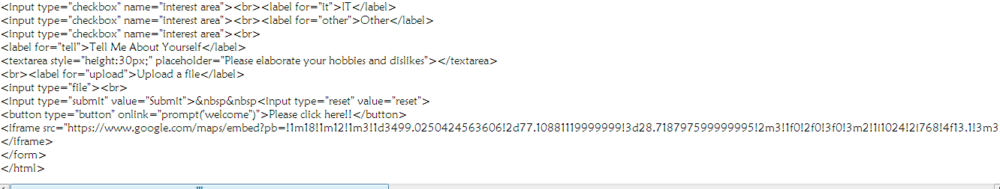 <input type="checkbox" name="interest area"><br><label for="it">IT</label>
<input type="checkbox" name="interest area"><br><label for="other">Other</label>
<input type="checkbox" name="interest area"><br>
<label for="tell">Tell Me About Yourself</label>
<textarea style="height:30px;" placeholder="Please elaborate your hobbies and dislikes"></textarea>
<br><label for="upload">Upload a file</label>
<input type="file"><br>
<input type="submit" value="Submit">&nbsp&nbsp<input type="reset" value="reset">
<button type="button" onlink="prompt('welcome")">Please click here!!</button>
<iframe src="https://www.google.com/maps/embed?pb=!1m18!1m12!1m3!1d3499.025042456360​6!2d77.10881119999999!3d28.718797599999995!2m3!1f0!2f0!3f0!3m2!1i1024!2i768!4f13.1!3m3
</iframe>
</form>
</html>